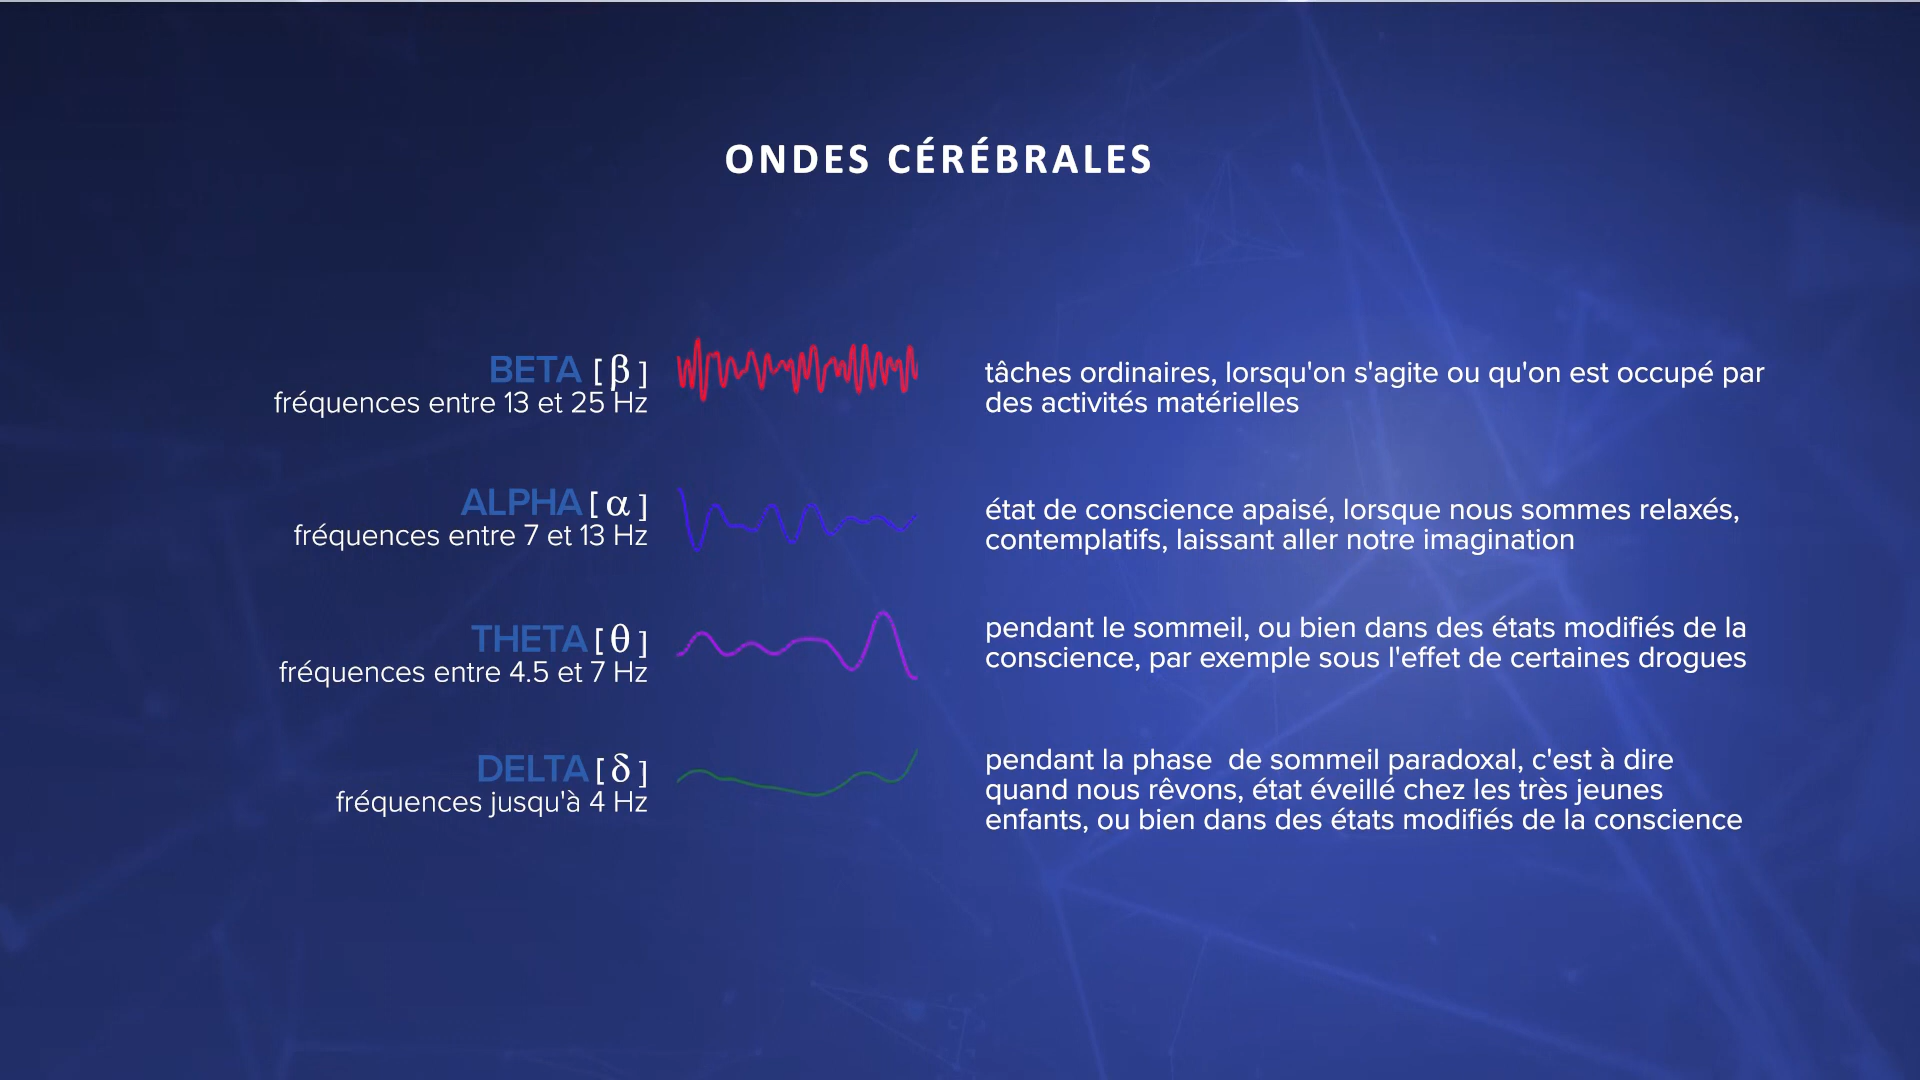 ONDES CÉRÉBRALES
BETA [β]
fréquences entre 13 et 25 Hz
tâches ordinaires, lorsqu'on s'agite ou qu'on est occupé par
des activités matérielles
ALPHA [α]
fréquences entre 7 et 13 Hz
état de conscience apaisé, lorsque nous sommes relaxés,
contemplatifs, laissant aller notre imagination
THETA [θ]
fréquences entre 4.5 et 7 Hz
pendant le sommeil, ou bien dans des états modifiés de la
conscience, par exemple sous l'effet de certaines drogues
DELTA [δ]
fréquences jusqu'à 4 Hz
pendant la phase  de sommeil paradoxal, c'est à dire
quand nous rêvons, état éveillé chez les très jeunes
enfants, ou bien dans des états modifiés de la conscience